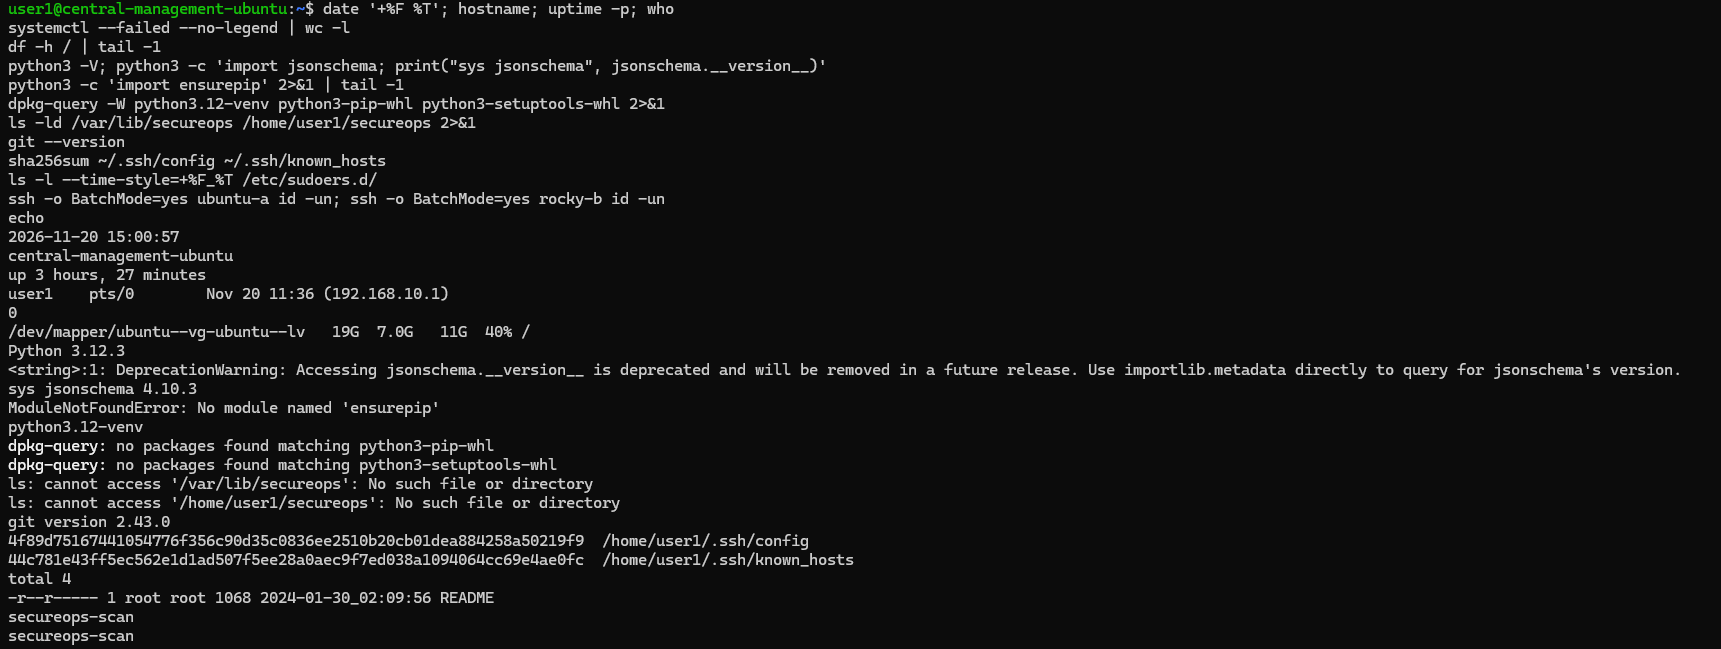 user1@central-management-ubuntu:~$ date '+%F %T'; hostname; uptime -p; who
systemctl --failed --no-legend | wc -l
df -h / | tail -1
python3 -V; python3 -c 'import jsonschema; print("sys jsonschema", jsonschema.__version__)'
python3 -c 'import ensurepip' 2>&1 | tail -1
dpkg-query -W python3.12-venv python3-pip-whl python3-setuptools-whl 2>&1
ls -ld /var/lib/secureops /home/user1/secureops 2>&1
git --version
sha256sum ~/.ssh/config ~/.ssh/known_hosts
ls -l --time-style=+%F_%T /etc/sudoers.d/
ssh -o BatchMode=yes ubuntu-a id -un; ssh -o BatchMode=yes rocky-b id -un
echo
2026-11-20 15:00:57
central-management-ubuntu
up 3 hours, 27 minutes
user1    pts/0        Nov 20 11:36 (192.168.10.1)
0
/dev/mapper/ubuntu--vg-ubuntu--lv   19G  7.0G   11G  40% /
Python 3.12.3
<string>:1: DeprecationWarning: Accessing jsonschema.__version__ is deprecated and will be removed in a future release. Use importlib.metadata directly to query for jsonschema's version.
sys jsonschema 4.10.3
ModuleNotFoundError: No module named 'ensurepip'
python3.12-venv
dpkg-query: no packages found matching python3-pip-whl
dpkg-query: no packages found matching python3-setuptools-whl
ls: cannot access '/var/lib/secureops': No such file or directory
ls: cannot access '/home/user1/secureops': No such file or directory
git version 2.43.0
4f89d75167441054776f356c90d35c0836ee2510b20cb01dea884258a50219f9  /home/user1/.ssh/config
44c781e43ff5ec562e1d1ad507f5ee28a0aec9f7ed038a1094064cc69e4ae0fc  /home/user1/.ssh/known_hosts
total 4
-r--r----- 1 root root 1068 2024-01-30_02:09:56 README
secureops-scan
secureops-scan